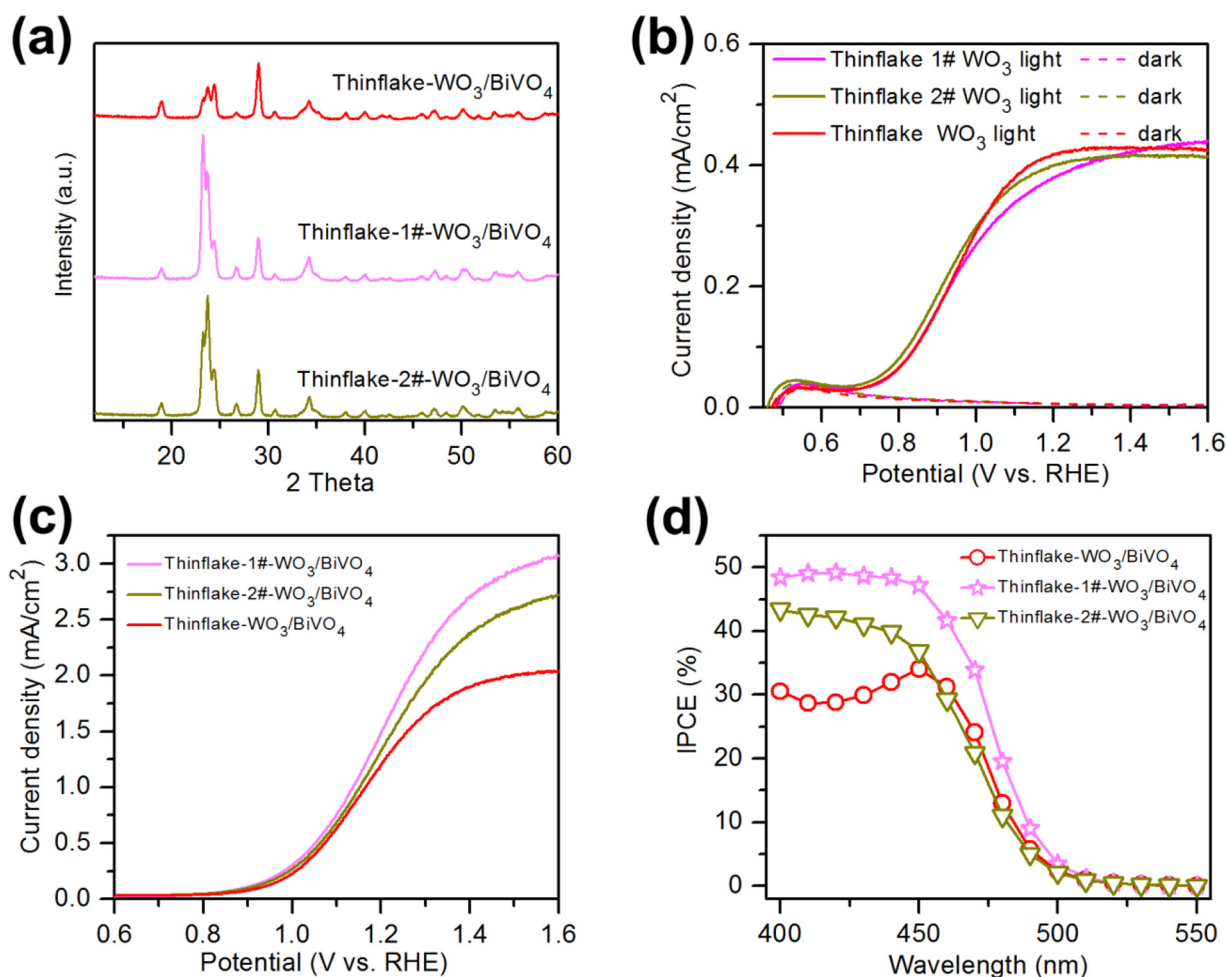 (a)
Thinflake-WO₃/BiVO₄
Thinflake-1#-WO₃/BiVO₄
Thinflake-2#-WO₃/BiVO₄
Intensity (a.u.)
20 30 40 50 60
2 Theta
(b)
0.6
0.4
0.2
0.0
Thinflake 1# WO₃ light dark
Thinflake 2# WO₃ light dark
Thinflake WO₃ light dark
Current density (mA/cm²)
0.6 0.8 1.0 1.2 1.4 1.6
Potential (V vs. RHE)
(c)
3.0
2.5
2.0
1.5
1.0
0.5
0.0
Thinflake-1#-WO₃/BiVO₄
Thinflake-2#-WO₃/BiVO₄
Thinflake-WO₃/BiVO₄
Current density (mA/cm²)
0.6 0.8 1.0 1.2 1.4 1.6
Potential (V vs. RHE)
(d)
50
40
30
20
10
0
Thinflake-WO₃/BiVO₄
Thinflake-1#-WO₃/BiVO₄
Thinflake-2#-WO₃/BiVO₄
IPCE (%)
400 450 500 550
Wavelength (nm)